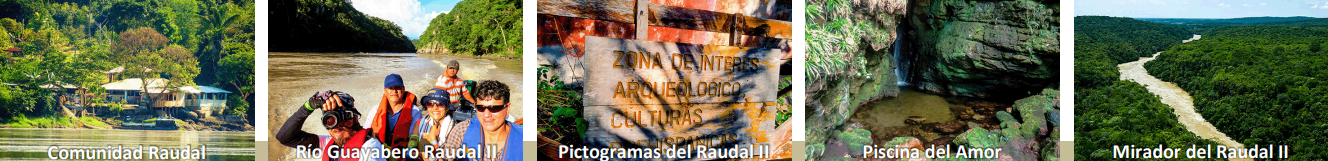 Comunidad Raudal
Río Guayabero Raudal II
ZONA DE INTERES
ARQUEOLOGICO
CULTURAS
Pictogramas del Raudal II
Piscina del Amor
Mirador del Raudal II